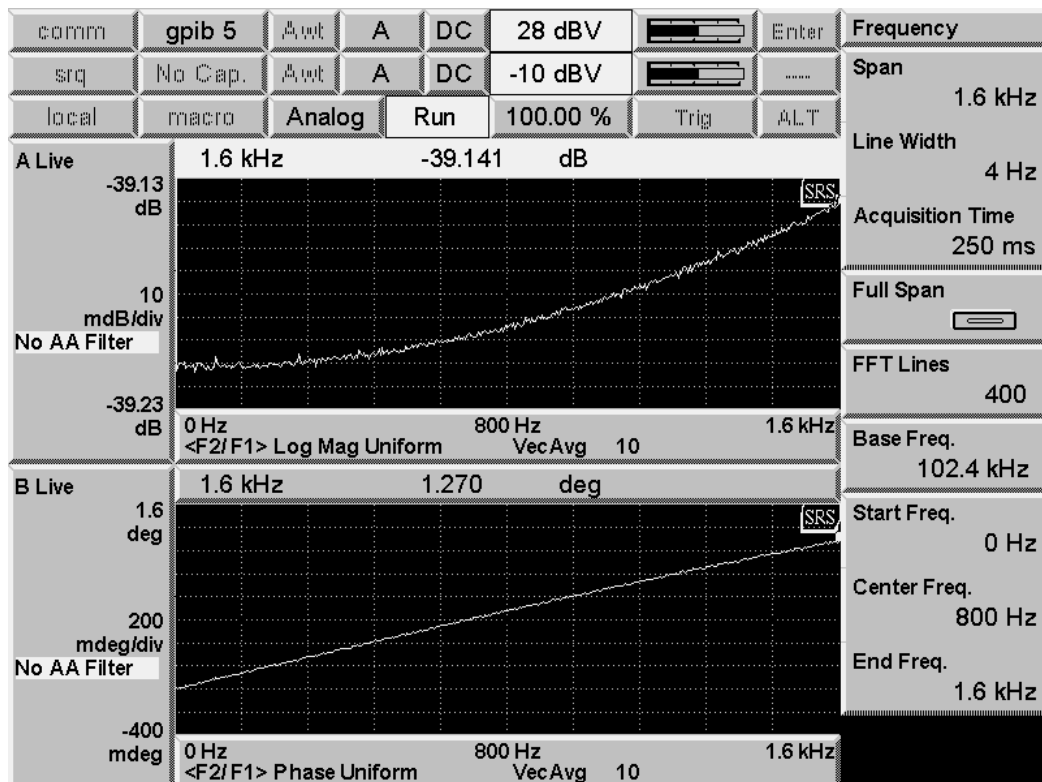 comm gpib 5 Awt A DC 28 dBV Enter
srq No Cap. Awt A DC -10 dBV
local macro Analog Run 100.00 % Trig ALT
Frequency
Span
1.6 kHz
Line Width
4 Hz
Acquisition Time
250 ms
Full Span
FFT Lines
400
Base Freq.
102.4 kHz
Start Freq.
0 Hz
Center Freq.
800 Hz
End Freq.
1.6 kHz
A Live
1.6 kHz -39.141 dB
-39.13
dB
SRS
10
mdB/div
No AA Filter
-39.23
dB
0 Hz 800 Hz 1.6 kHz
<F2/F1> Log Mag Uniform VecAvg 10
B Live
1.6 kHz 1.270 deg
1.6
deg
SRS
200
mdeg/div
No AA Filter
-400
mdeg
0 Hz 800 Hz 1.6 kHz
<F2/F1> Phase Uniform VecAvg 10